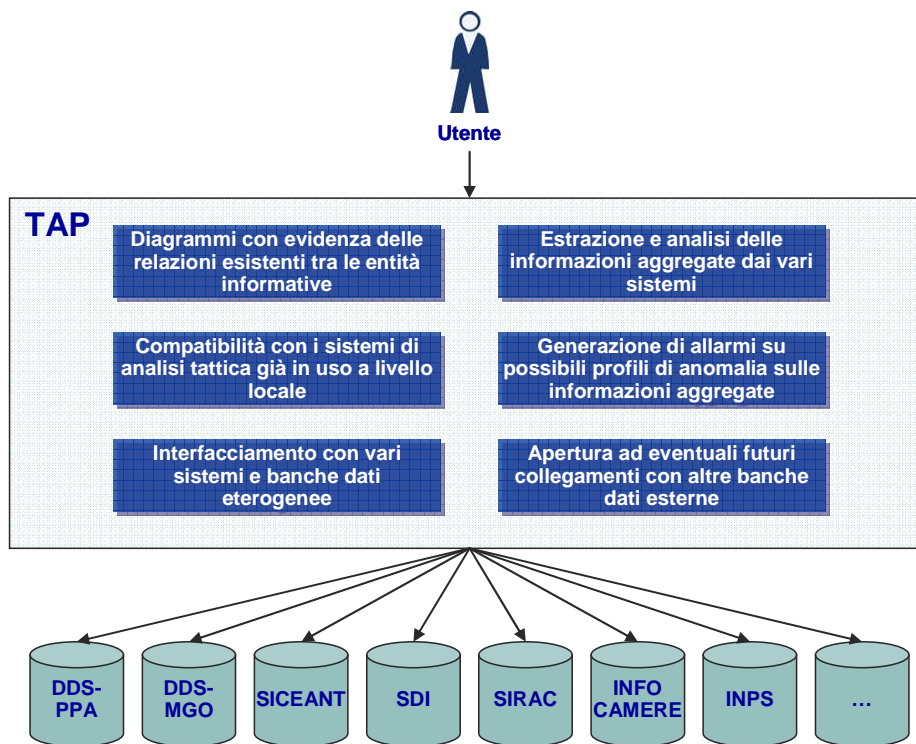 Utente
TAP
Diagrammi con evidenza delle
relazioni esistenti tra le entità
informative
Estrazione e analisi delle
informazioni aggregate dai vari
sistemi
Compatibilità con i sistemi di
analisi tattica già in uso a livello
locale
Generazione di allarmi su
possibili profili di anomalia sulle
informazioni aggregate
Interfacciamento con vari
sistemi e banche dati
eterogenee
Apertura ad eventuali futuri
collegamenti con altre banche
dati esterne
DDS-
PPA
DDS-
MGO
SICEANT
SDI
SIRAC
INFO
CAMERE
INPS
…